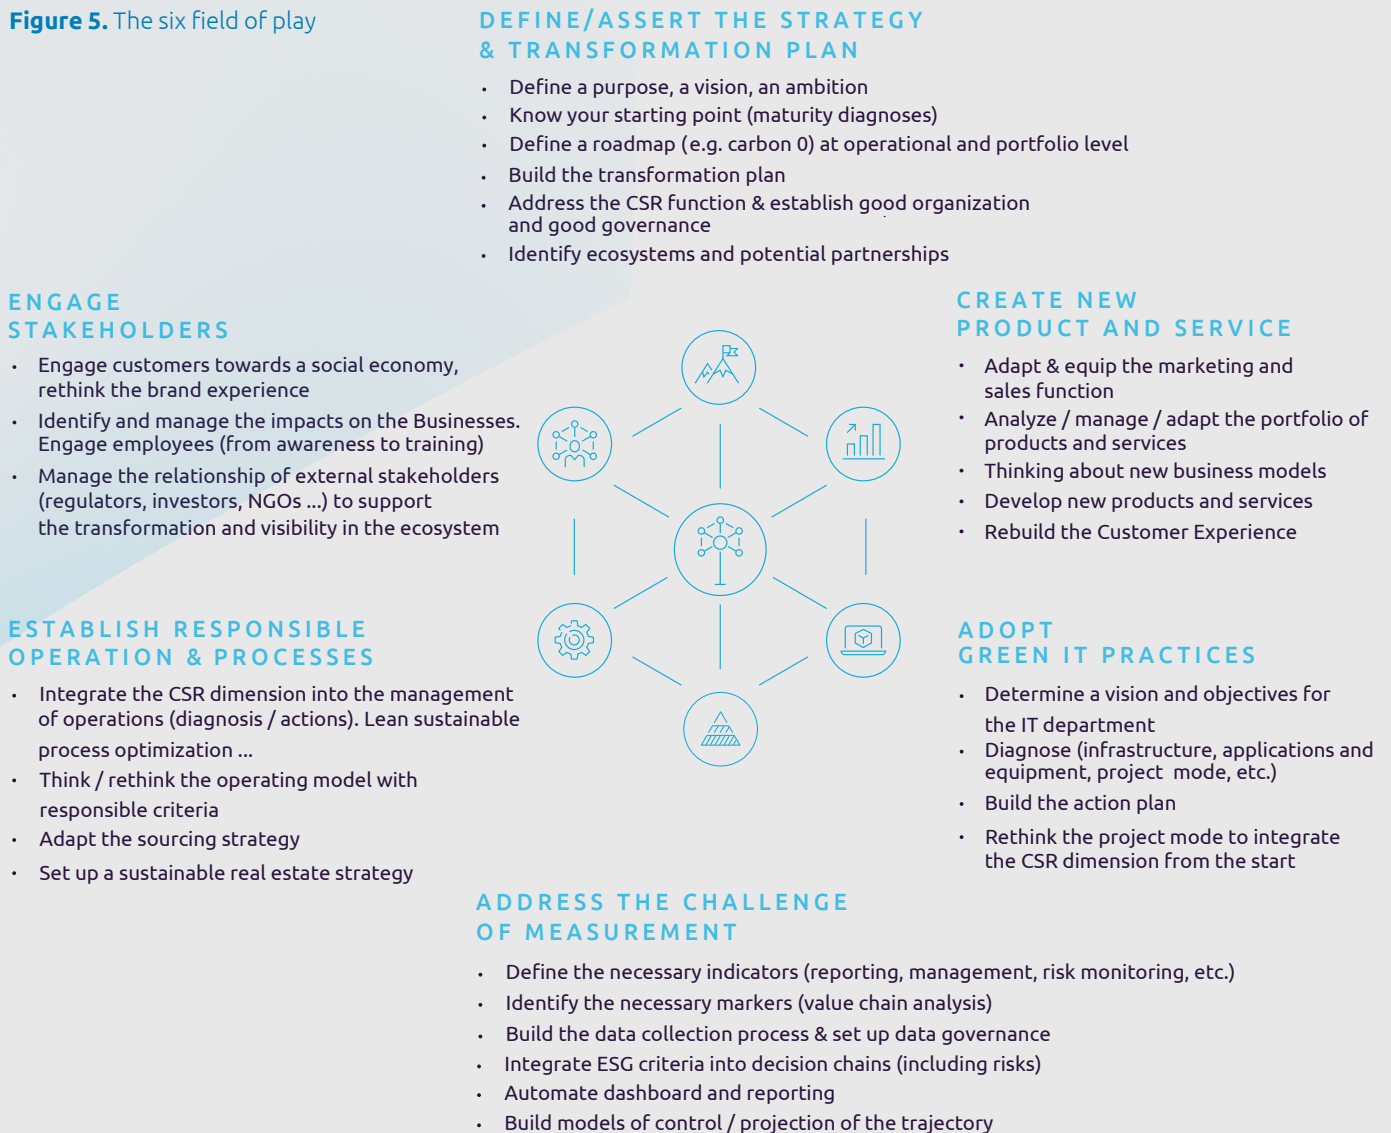 Figure 5. The six field of play
DEFINE/ASSERT THE STRATEGY
& TRANSFORMATION PLAN
• Define a purpose, a vision, an ambition
• Know your starting point (maturity diagnoses)
• Define a roadmap (e.g. carbon 0) at operational and portfolio level
• Build the transformation plan
• Address the CSR function & establish good organization
and good governance
• Identify ecosystems and potential partnerships
ENGAGE
STAKEHOLDERS
• Engage customers towards a social economy,
rethink the brand experience
• Identify and manage the impacts on the Businesses.
Engage employees (from awareness to training)
• Manage the relationship of external stakeholders
(regulators, investors, NGOs ...) to support
the transformation and visibility in the ecosystem
CREATE NEW
PRODUCT AND SERVICE
• Adapt & equip the marketing and
sales function
• Analyze / manage / adapt the portfolio of
products and services
• Thinking about new business models
• Develop new products and services
• Rebuild the Customer Experience
ESTABLISH RESPONSIBLE
OPERATION & PROCESSES
• Integrate the CSR dimension into the management
of operations (diagnosis / actions). Lean sustainable
process optimization ...
• Think / rethink the operating model with
responsible criteria
• Adapt the sourcing strategy
• Set up a sustainable real estate strategy
ADOPT
GREEN IT PRACTICES
• Determine a vision and objectives for
the IT department
• Diagnose (infrastructure, applications and
equipment, project mode, etc.)
• Build the action plan
• Rethink the project mode to integrate
the CSR dimension from the start
ADDRESS THE CHALLENGE
OF MEASUREMENT
• Define the necessary indicators (reporting, management, risk monitoring, etc.)
• Identify the necessary markers (value chain analysis)
• Build the data collection process & set up data governance
• Integrate ESG criteria into decision chains (including risks)
• Automate dashboard and reporting
• Build models of control / projection of the trajectory